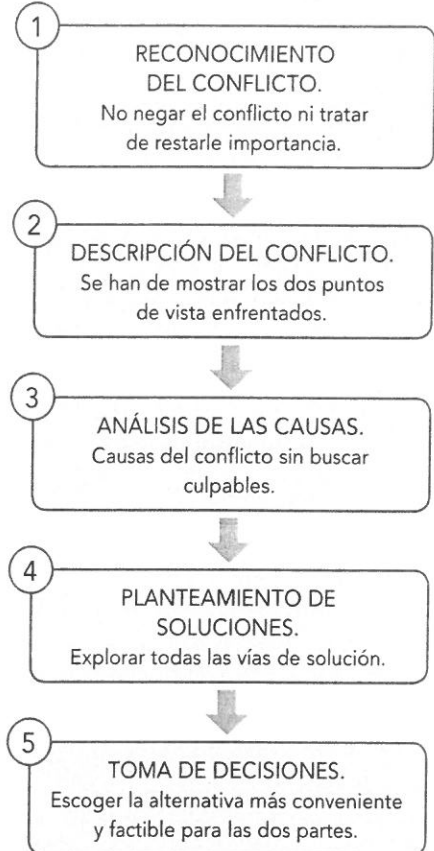 1
RECONOCIMIENTO
DEL CONFLICTO.
No negar el conflicto ni tratar
de restarle importancia.
2
DESCRIPCIÓN DEL CONFLICTO.
Se han de mostrar los dos puntos
de vista enfrentados.
3
ANÁLISIS DE LAS CAUSAS.
Causas del conflicto sin buscar
culpables.
4
PLANTEAMIENTO DE
SOLUCIONES.
Explorar todas las vías de solución.
5
TOMA DE DECISIONES.
Escoger la alternativa más conveniente
y factible para las dos partes.